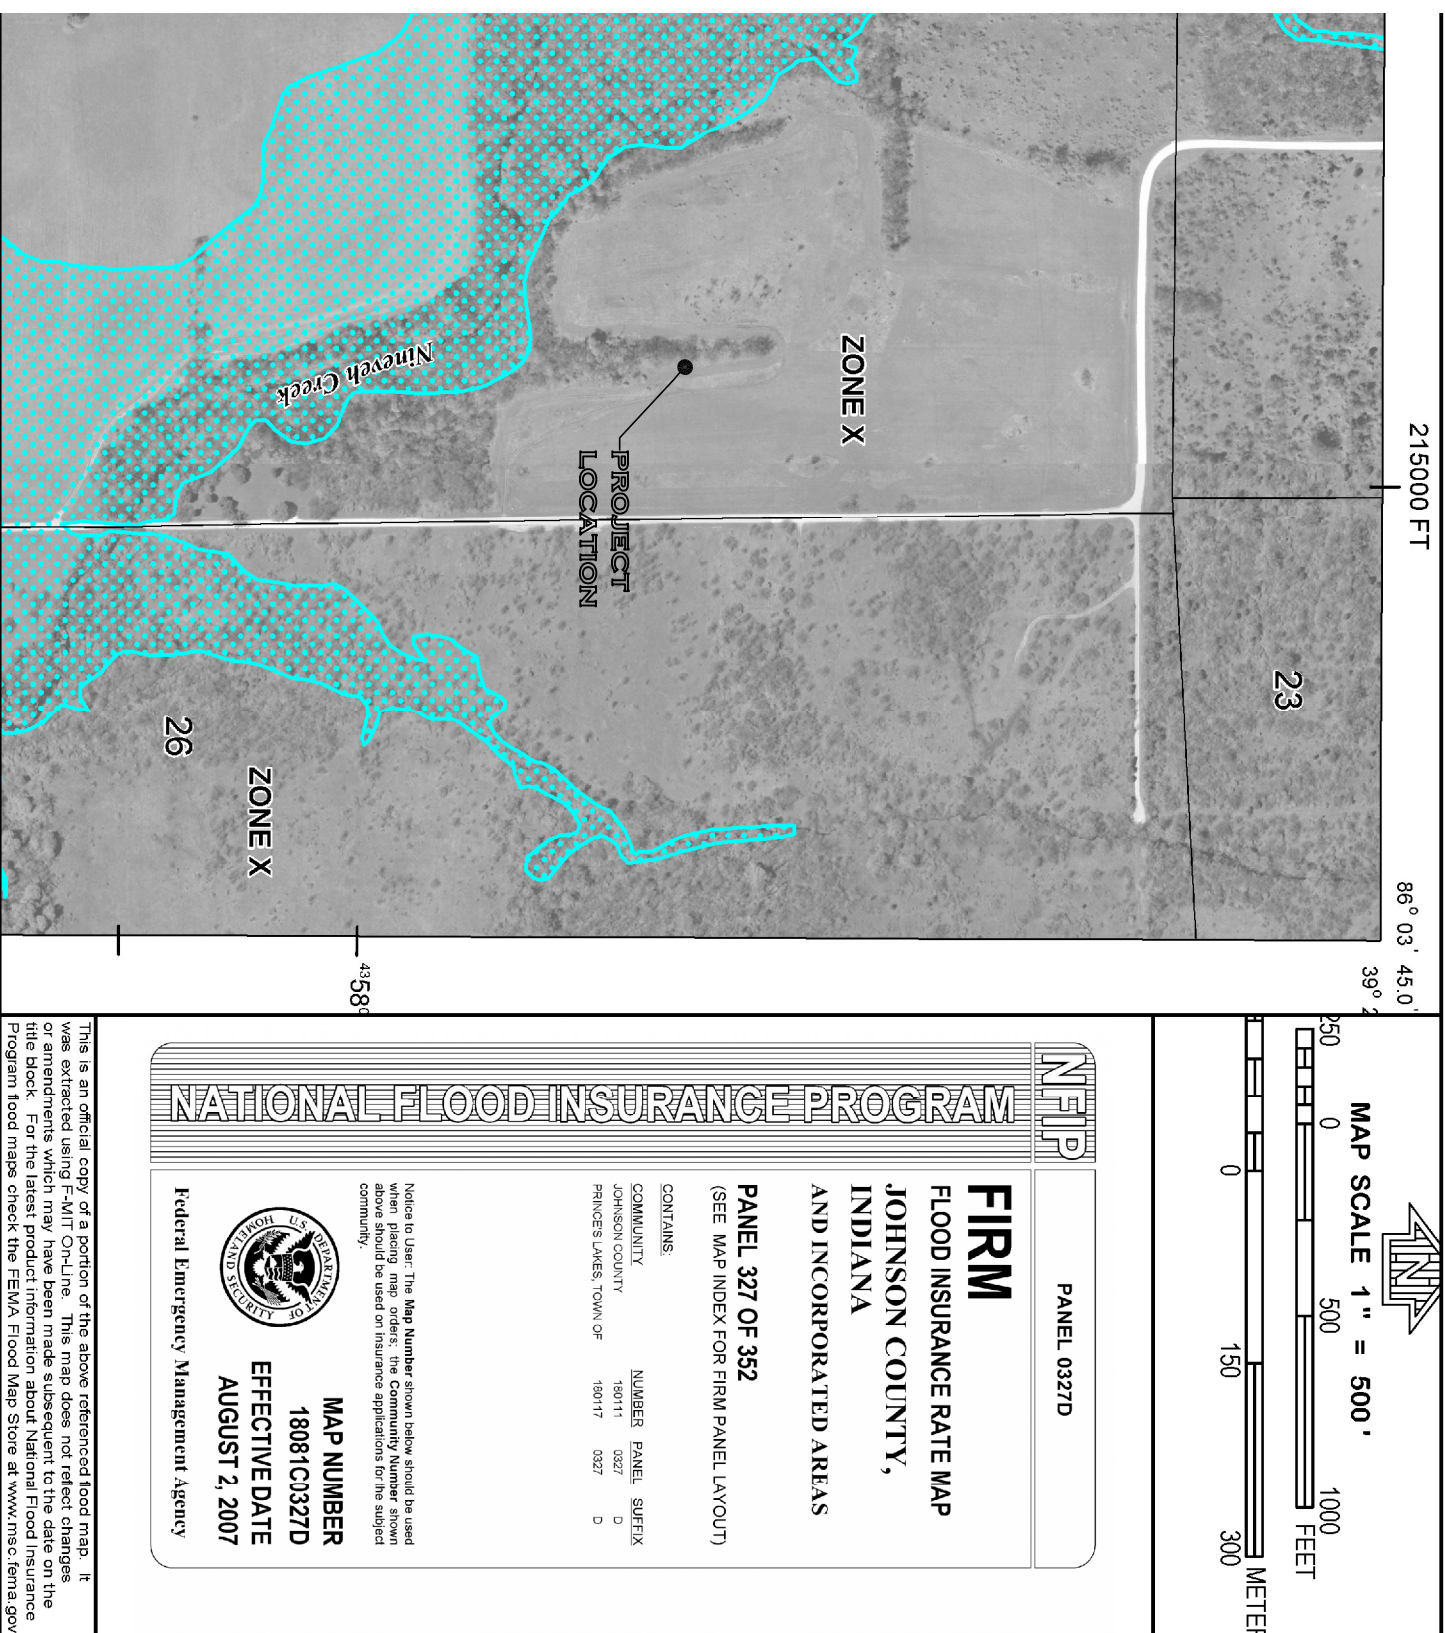 MAP SCALE 1" = 500'
250
0
500
1000
FEET
0
150
300
86° 03' 45.0"
39°
215000 FT
23
ZONE X
PROJECT
LOCATION
Nineveh Creek
26
ZONE X
4358
NFIP
NATIONAL FLOOD INSURANCE PROGRAM
PANEL 0327D
FIRM
FLOOD INSURANCE RATE MAP
JOHNSON COUNTY,
INDIANA
AND INCORPORATED AREAS
PANEL 327 OF 352
(SEE MAP INDEX FOR FIRM PANEL LAYOUT)
CONTAINS:
COMMUNITY NUMBER PANEL SUFFIX
JOHNSON COUNTY 180111 0327 D
PRINCE'S LAKES, TOWN OF 180117 0327 D
Notice to User: The Map Number shown below should be used
when placing map orders; the Community Number shown
above should be used on insurance applications for the subject
community.
U.S. DEPARTMENT OF HOMELAND SECURITY
MAP NUMBER
18081C0327D
EFFECTIVE DATE
AUGUST 2, 2007
Federal Emergency Management Agency
This is an official copy of a portion of the above referenced flood map. It
was extracted using F-MIT On-Line. This map does not reflect changes
or amendments which may have been made subsequent to the date on the
title block. For the latest product information about National Flood Insurance
Program flood maps check the FEMA Flood Map Store at www.msc.fema.gov